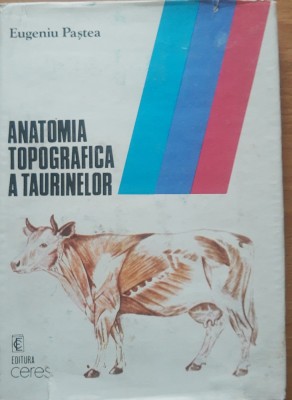 Eugeniu Paștea
ANATOMIA
TOPOGRAFICA
A TAURINELOR
EDITURA
ceres